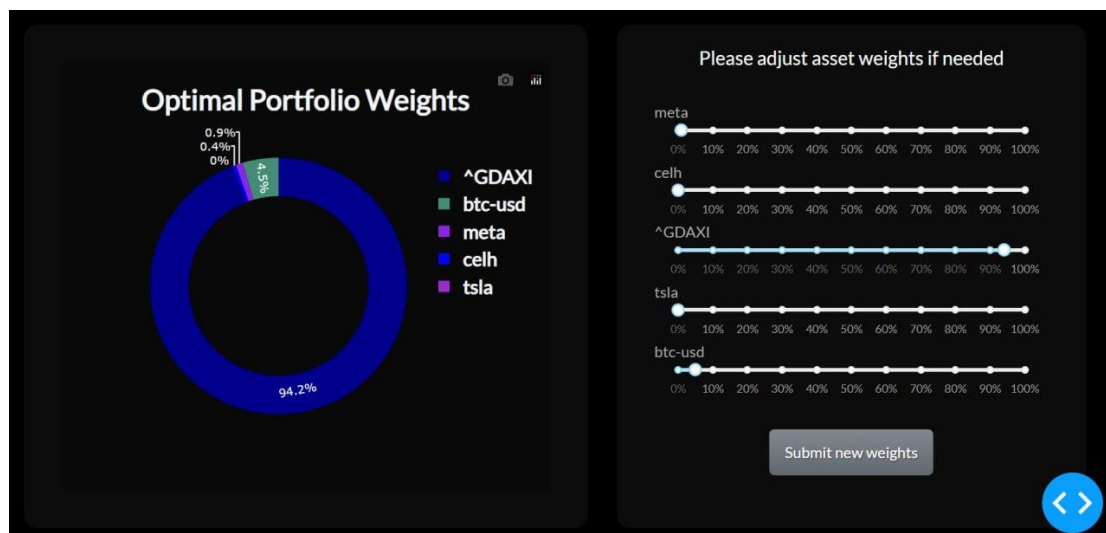 Optimal Portfolio Weights
0.9%
0.4%
0%
4.5%
94.2%
^GDAXI
btc-usd
meta
celh
tsla
Please adjust asset weights if needed
meta
0% 10% 20% 30% 40% 50% 60% 70% 80% 90% 100%
celh
0% 10% 20% 30% 40% 50% 60% 70% 80% 90% 100%
^GDAXI
0% 10% 20% 30% 40% 50% 60% 70% 80% 90% 100%
tsla
0% 10% 20% 30% 40% 50% 60% 70% 80% 90% 100%
btc-usd
0% 10% 20% 30% 40% 50% 60% 70% 80% 90% 100%
Submit new weights